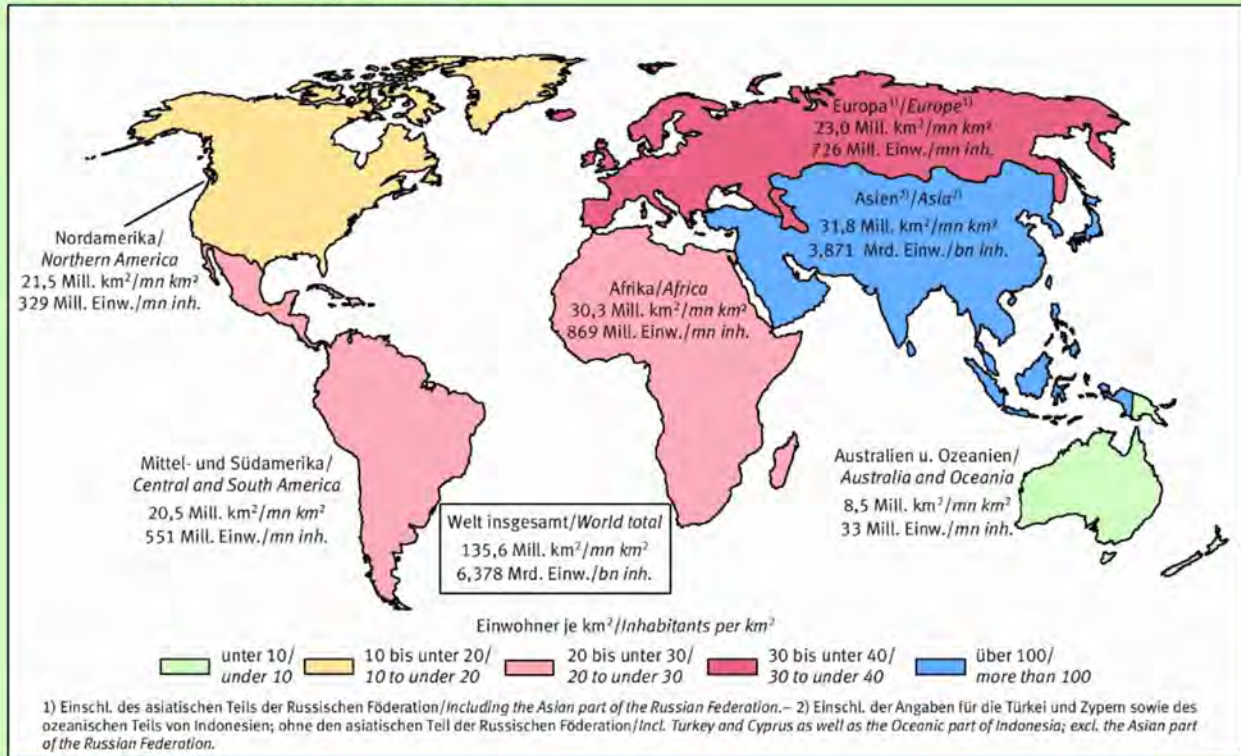 Europa¹⁾/Europe¹⁾
23,0 Mill. km²/mn km²
726 Mill. Einw./mn inh.
Asien²⁾/Asia²⁾
31,8 Mill. km²/mn km²
3,871 Mrd. Einw./bn inh.
Nordamerika/
Northern America
21,5 Mill. km²/mn km²
329 Mill. Einw./mn inh.
Afrika/Africa
30,3 Mill. km²/mn km²
869 Mill. Einw./mn inh.
Mittel- und Südamerika/
Central and South America
20,5 Mill. km²/mn km²
551 Mill. Einw./mn inh.
Australien u. Ozeanien/
Australia and Oceania
8,5 Mill. km²/mn km²
33 Mill. Einw./mn inh.
Welt insgesamt/World total
135,6 Mill. km²/mn km²
6,378 Mrd. Einw./bn inh.
Einwohner je km²/Inhabitants per km²
unter 10/
under 10
10 bis unter 20/
10 to under 20
20 bis unter 30/
20 to under 30
30 bis unter 40/
30 to under 40
über 100/
more than 100
1) Einschl. des asiatischen Teils der Russischen Föderation/Including the Asian part of the Russian Federation.– 2) Einschl. der Angaben für die Türkei und Zypern sowie des
ozeanischen Teils von Indonesien; ohne den asiatischen Teil der Russischen Föderation/Incl. Turkey and Cyprus as well as the Oceanic part of Indonesia; excl. the Asian part
of the Russian Federation.